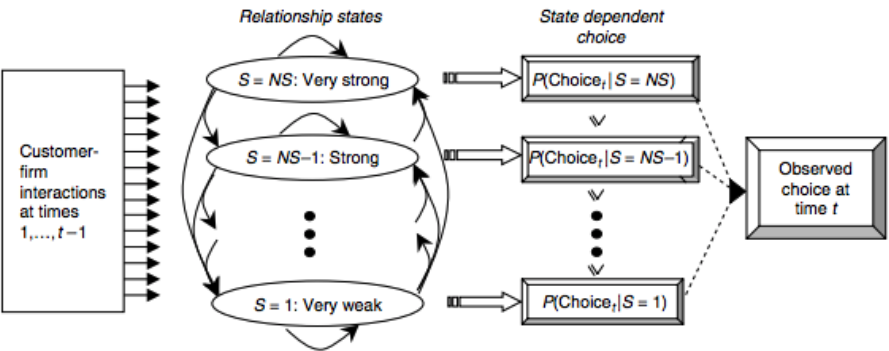 Relationship states
State dependent
choice
Customer-
firm
interactions
at times
1,...,t–1
S = NS: Very strong
S = NS–1: Strong
S = 1: Very weak
P(Choiceₜ|S = NS)
P(Choiceₜ|S = NS–1)
P(Choiceₜ|S = 1)
Observed
choice at
time t